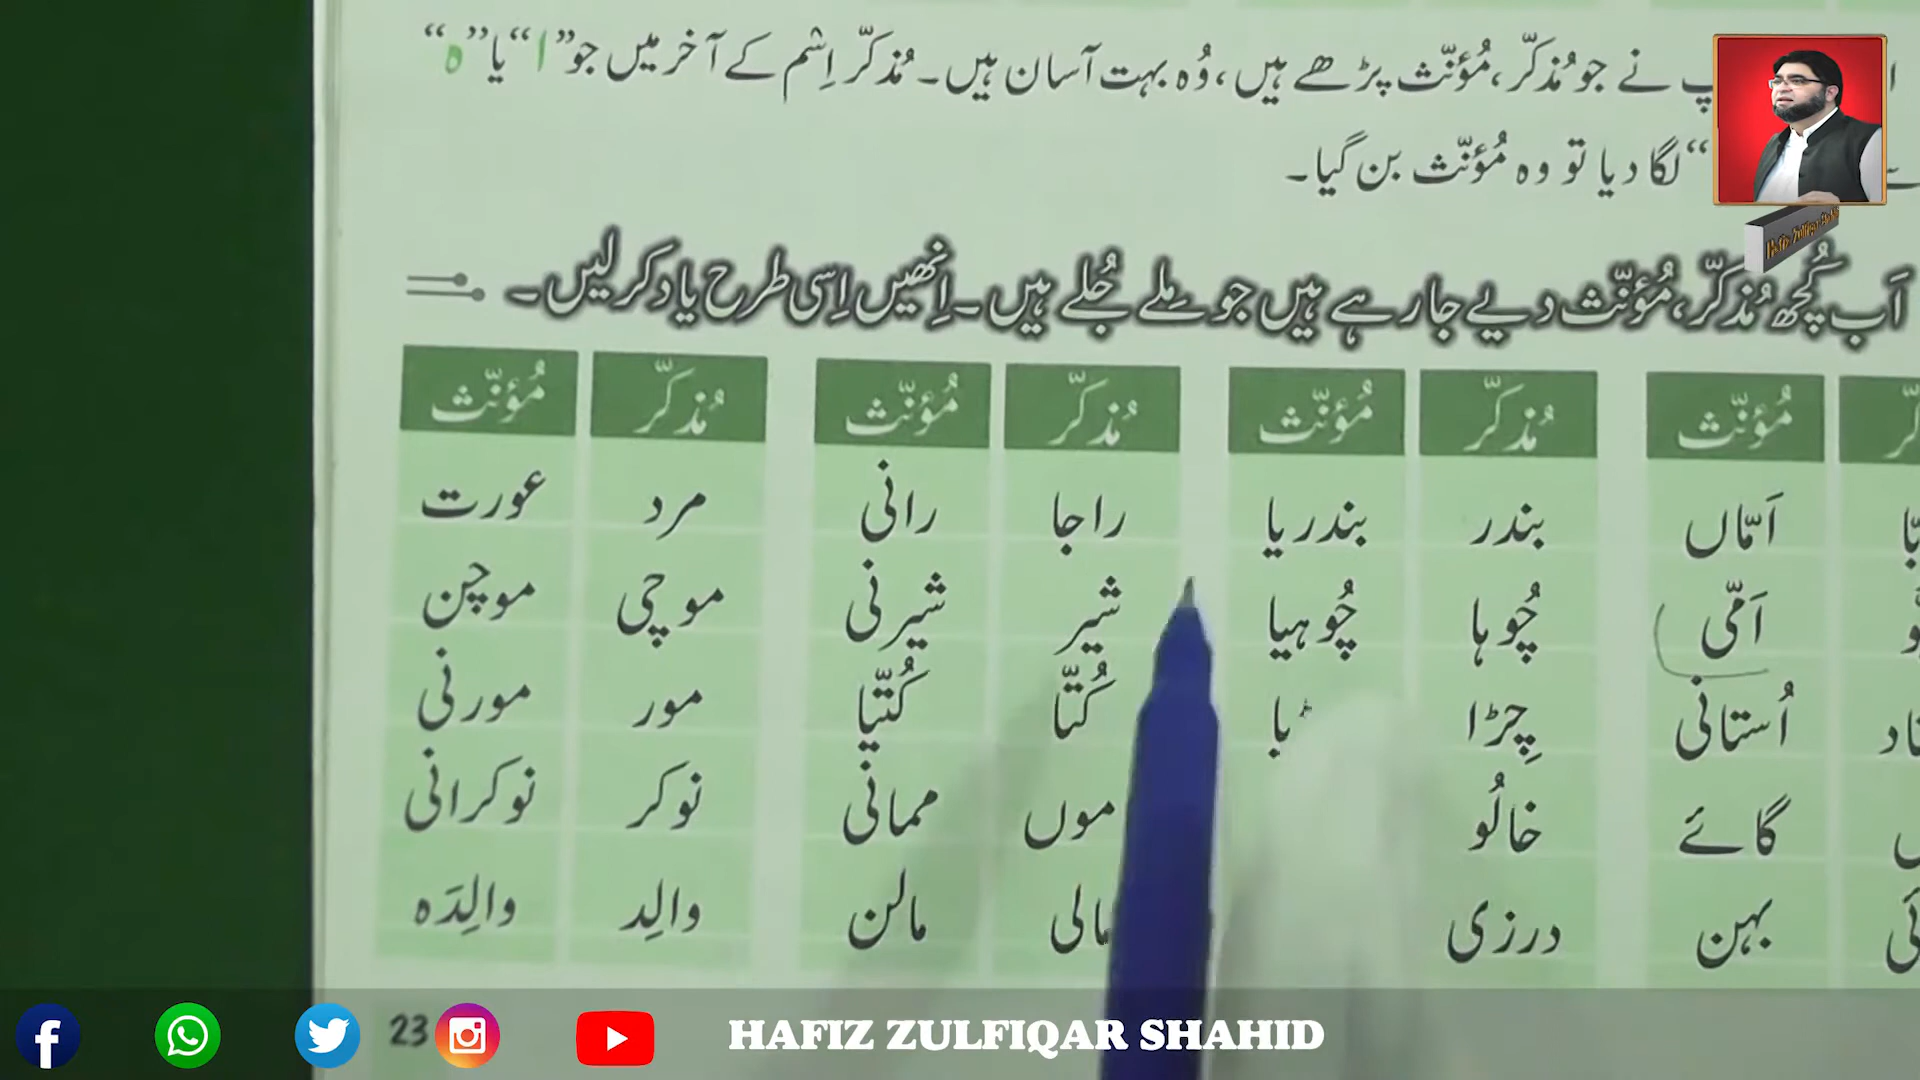 نے جو مُذکّر، مُؤنّث پڑھے ہیں، وُہ بہت آسان ہیں۔ مُذکّر اِسْم کے آخر میں جو ”ا“ یا ”ہ“
“ لگا دیا تو وہ مُؤنّث بن گیا۔
اَب کُچھ مُذکّر، مُؤنّث دیے جا رہے ہیں جو مِلے جُلے ہیں۔ اِنھیں اِسی طرح یاد کر لیں۔
مُؤنّث مُذکّر مُؤنّث مُذکّر مُؤنّث مُذکّر مُؤنّث
اَمّاں بندر بندریا راجا رانی مرد عورت
اَمّی چُوہا چُوہیا شیر شیرنی موچی موچن
اُستانی چِڑا کُتّا کُتّیا مور مورنی
گائے خالُو ممانی نوکر نوکرانی
بہن درزی مالی مالن والِد والِدَہ
23
HAFIZ ZULFIQAR SHAHID